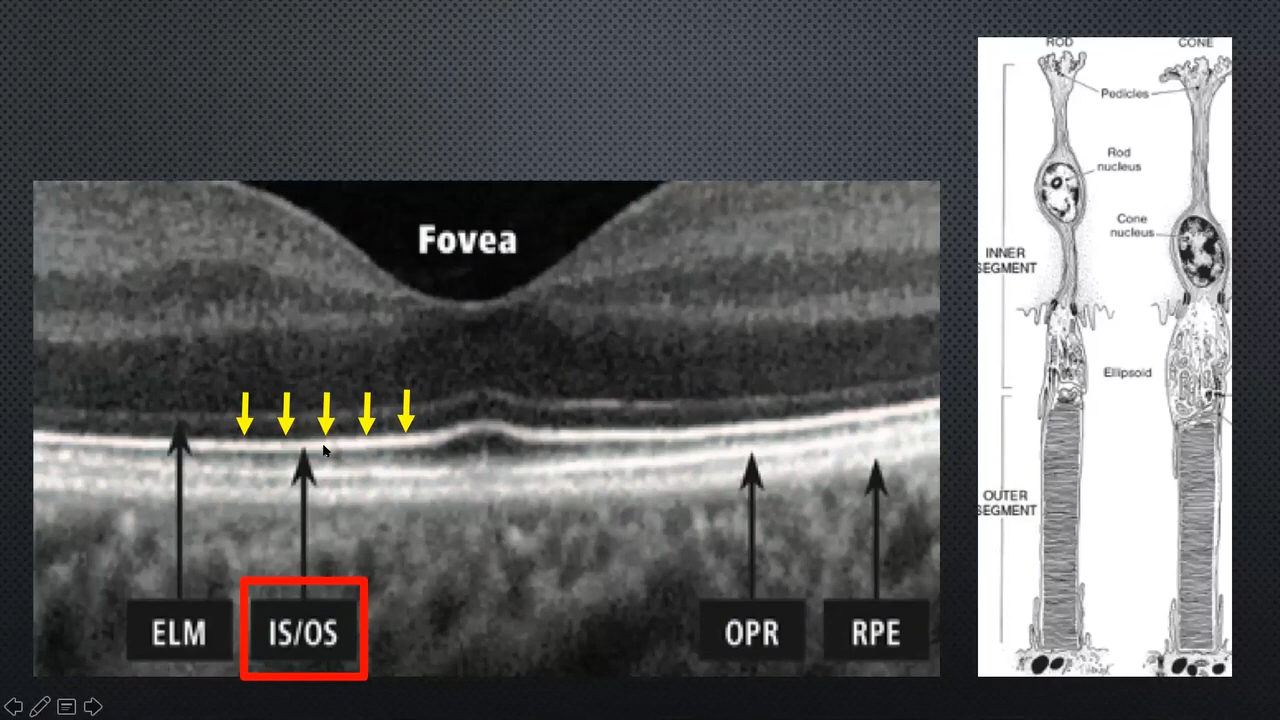 Fovea
ELM
IS/OS
OPR
RPE
ROD
CONE
Pedicles
Rod
nucleus
Cone
nucleus
INNER
SEGMENT
Ellipsoid
OUTER
SEGMENT